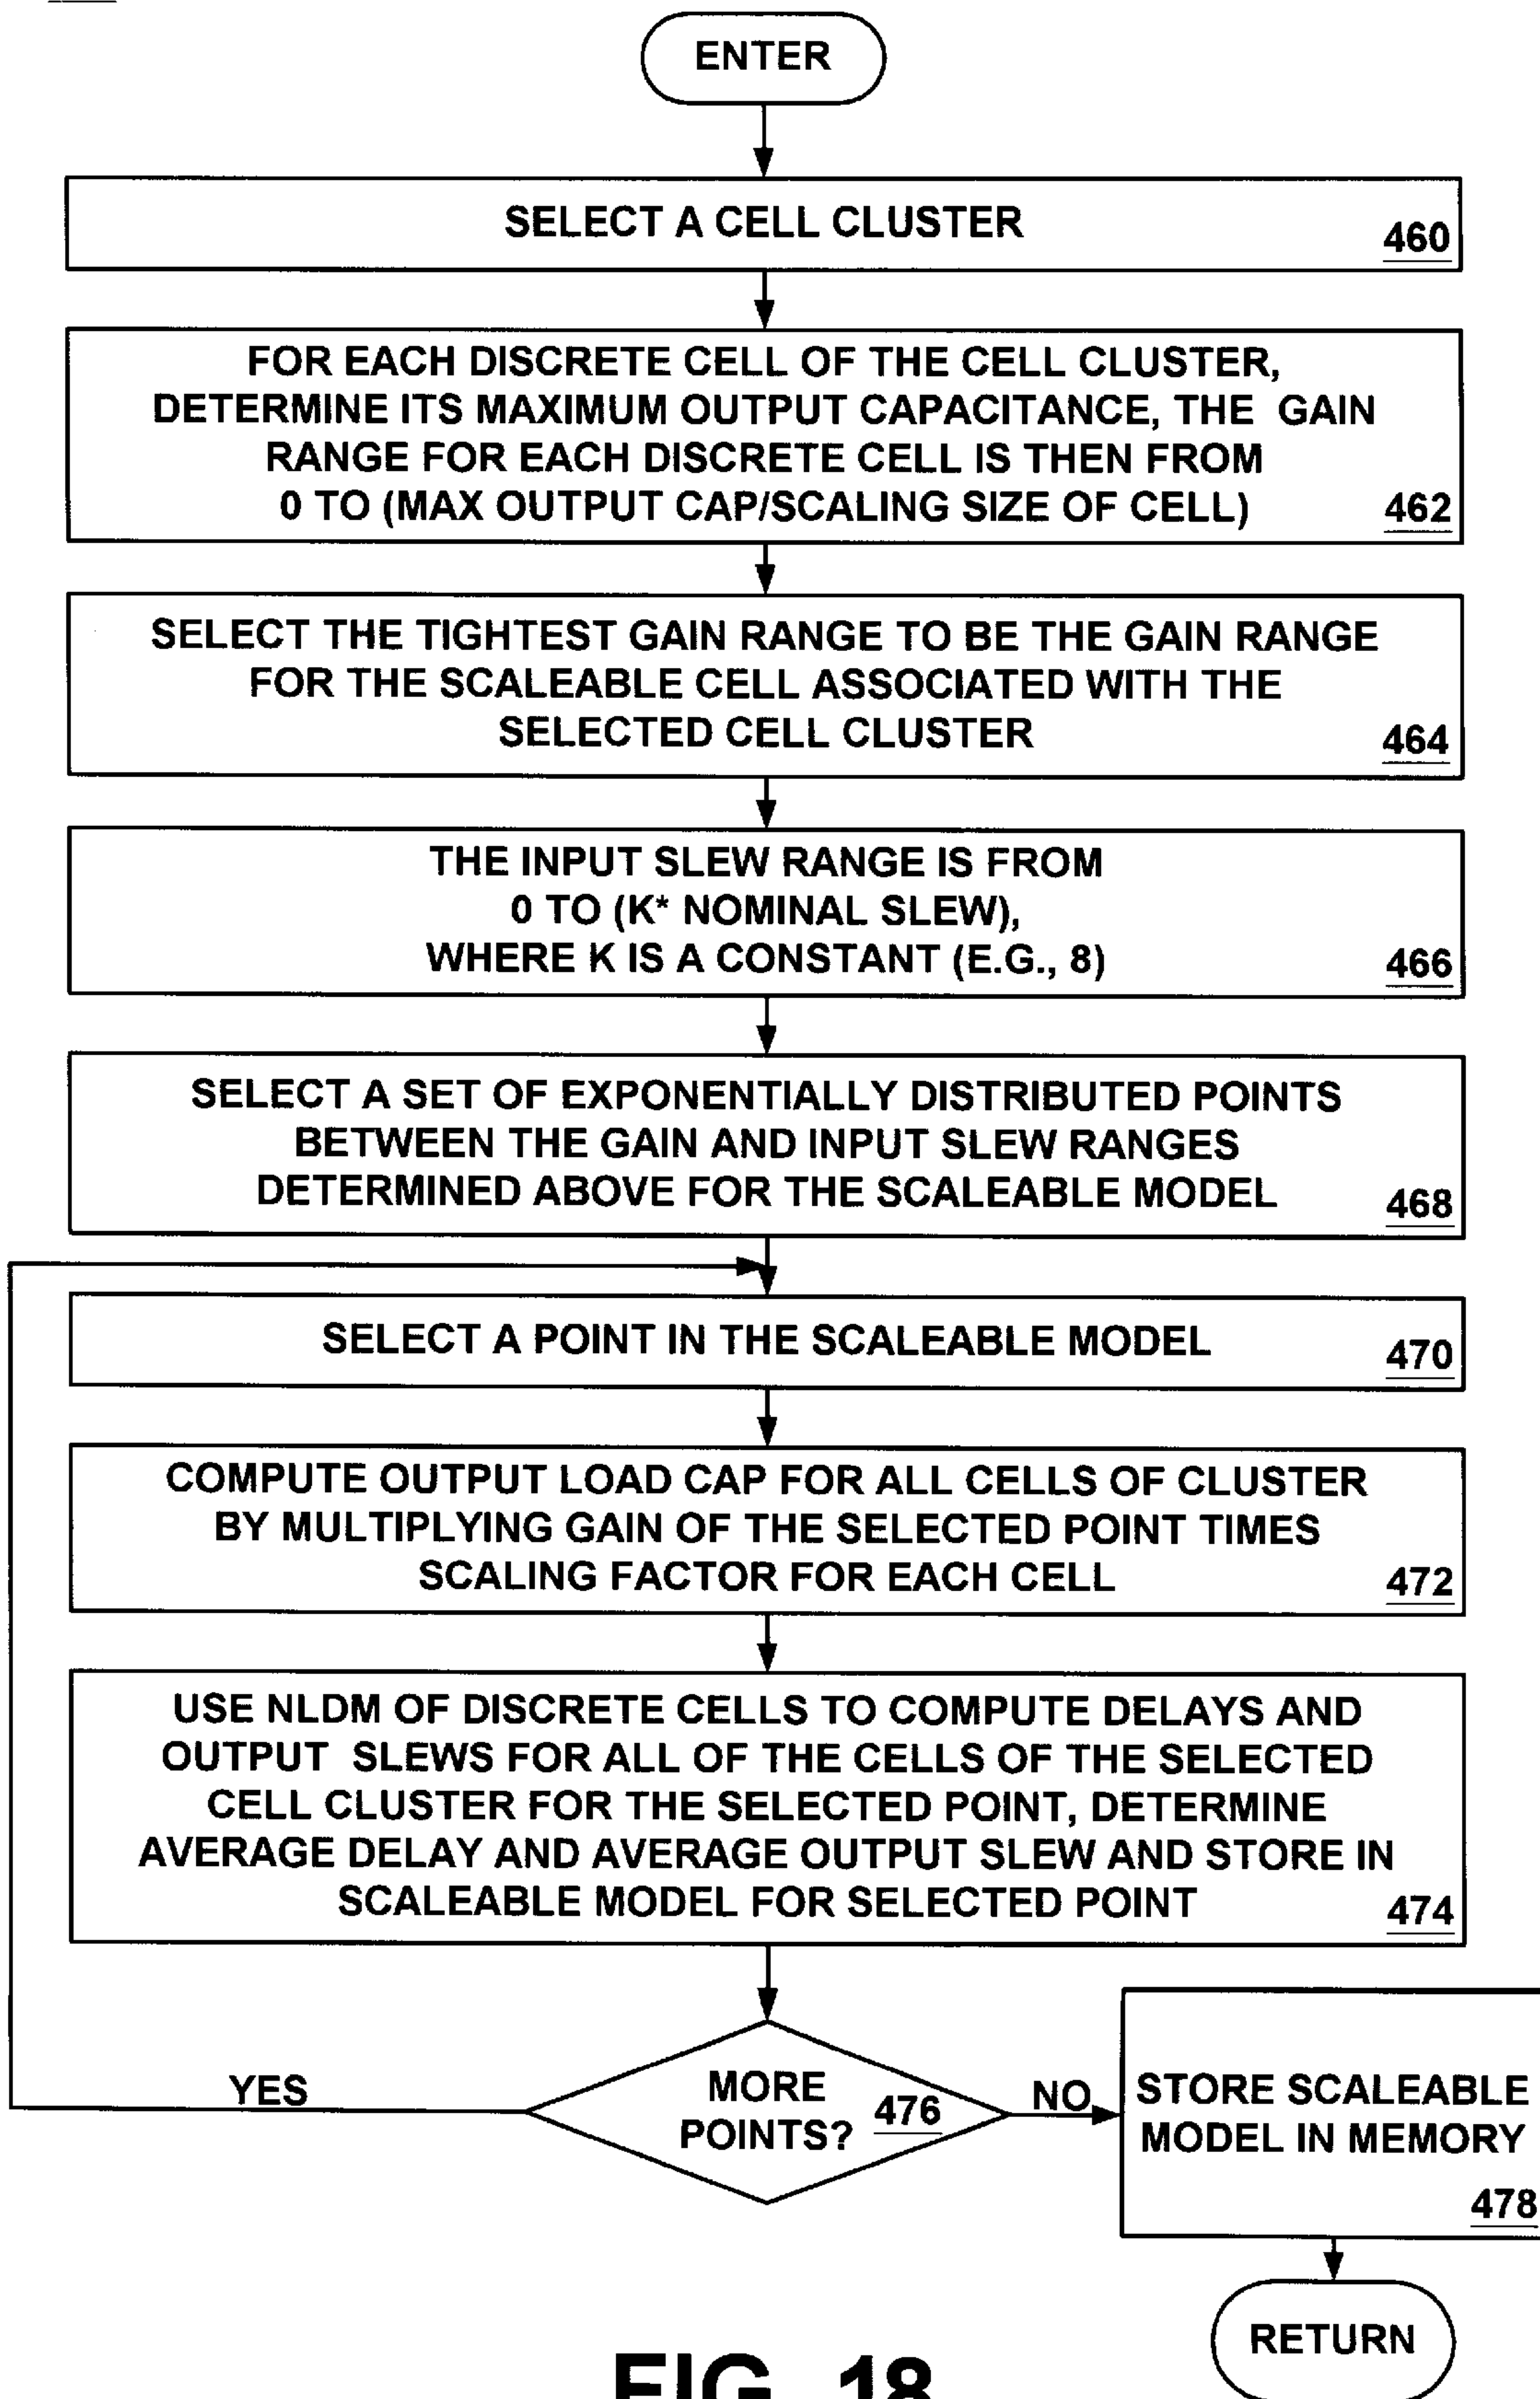 ENTER
SELECT A CELL CLUSTER
460
FOR EACH DISCRETE CELL OF THE CELL CLUSTER,
DETERMINE ITS MAXIMUM OUTPUT CAPACITANCE, THE GAIN
RANGE FOR EACH DISCRETE CELL IS THEN FROM
0 TO (MAX OUTPUT CAP/SCALING SIZE OF CELL)
462
SELECT THE TIGHTEST GAIN RANGE TO BE THE GAIN RANGE
FOR THE SCALEABLE CELL ASSOCIATED WITH THE
SELECTED CELL CLUSTER
464
THE INPUT SLEW RANGE IS FROM
0 TO (K* NOMINAL SLEW),
WHERE K IS A CONSTANT (E.G., 8)
466
SELECT A SET OF EXPONENTIALLY DISTRIBUTED POINTS
BETWEEN THE GAIN AND INPUT SLEW RANGES
DETERMINED ABOVE FOR THE SCALEABLE MODEL
468
SELECT A POINT IN THE SCALEABLE MODEL
470
COMPUTE OUTPUT LOAD CAP FOR ALL CELLS OF CLUSTER
BY MULTIPLYING GAIN OF THE SELECTED POINT TIMES
SCALING FACTOR FOR EACH CELL
472
USE NLDM OF DISCRETE CELLS TO COMPUTE DELAYS AND
OUTPUT SLEWS FOR ALL OF THE CELLS OF THE SELECTED
CELL CLUSTER FOR THE SELECTED POINT, DETERMINE
AVERAGE DELAY AND AVERAGE OUTPUT SLEW AND STORE IN
SCALEABLE MODEL FOR SELECTED POINT
474
YES
MORE
POINTS?
476
NO
STORE SCALEABLE
MODEL IN MEMORY
478
RETURN
FIG. 18